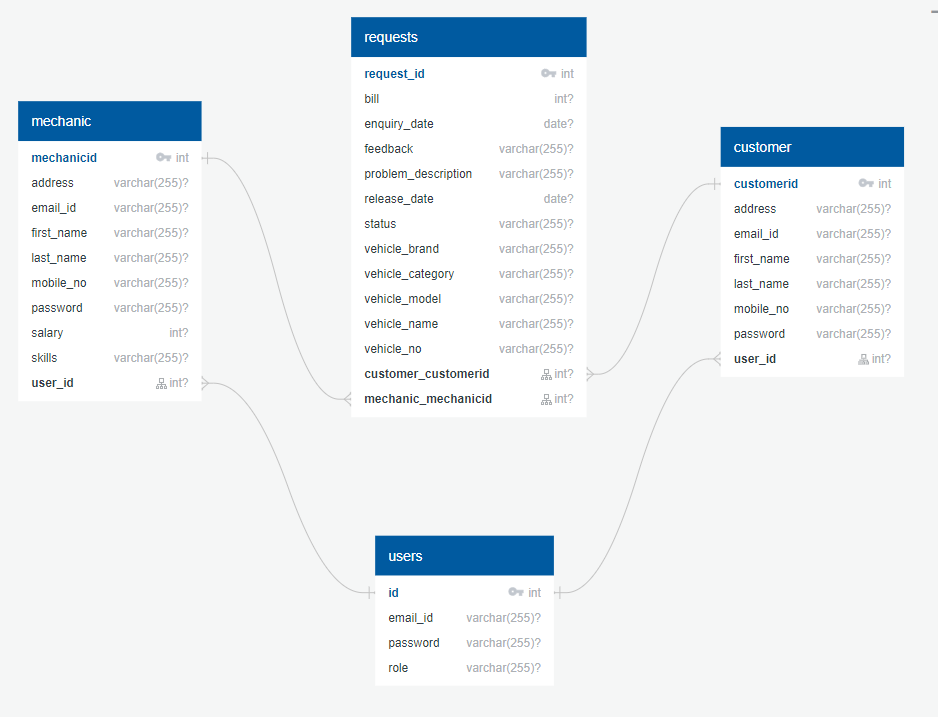 requests
request_id int
bill int?
enquiry_date date?
feedback varchar(255)?
problem_description varchar(255)?
release_date date?
status varchar(255)?
vehicle_brand varchar(255)?
vehicle_category varchar(255)?
vehicle_model varchar(255)?
vehicle_name varchar(255)?
vehicle_no varchar(255)?
customer_customerid int?
mechanic_mechanicid int?
mechanic
mechanicid int
address varchar(255)?
email_id varchar(255)?
first_name varchar(255)?
last_name varchar(255)?
mobile_no varchar(255)?
password varchar(255)?
salary int?
skills varchar(255)?
user_id int?
customer
customerid int
address varchar(255)?
email_id varchar(255)?
first_name varchar(255)?
last_name varchar(255)?
mobile_no varchar(255)?
password varchar(255)?
user_id int?
users
id int
email_id varchar(255)?
password varchar(255)?
role varchar(255)?